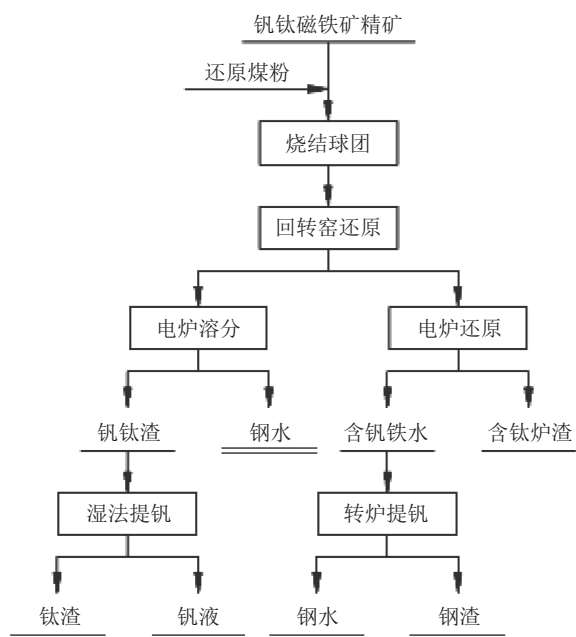 钒钛磁铁矿精矿
还原煤粉
烧结球团
回转窑还原
电炉溶分
电炉还原
钒钛渣
钢水
含钒铁水
含钛炉渣
湿法提钒
转炉提钒
钛渣
钒液
钢水
钢渣